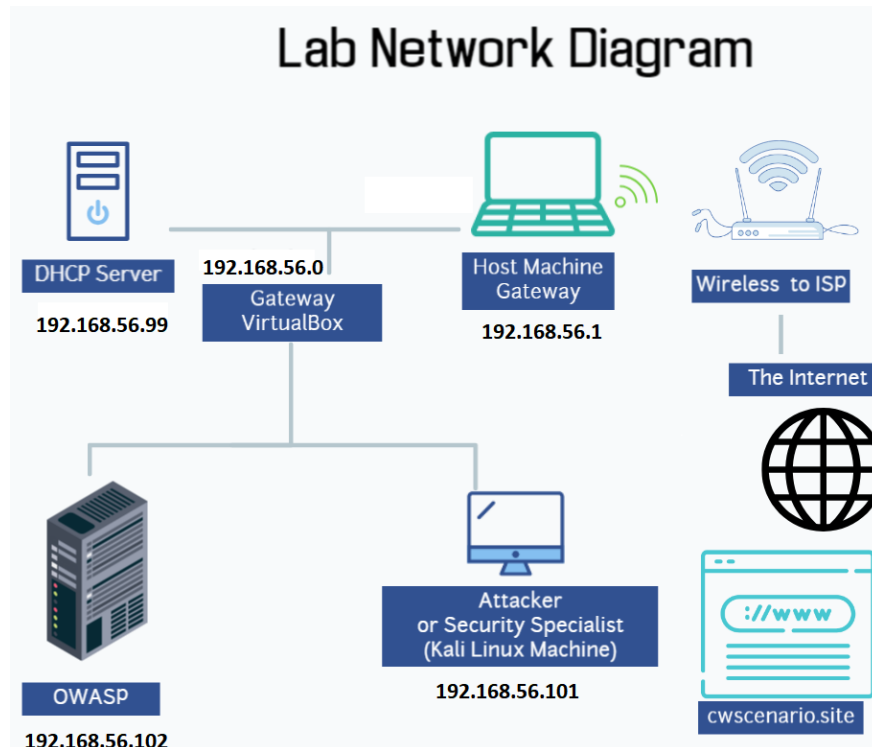 Lab Network Diagram
DHCP Server
192.168.56.99
192.168.56.0
Gateway
VirtualBox
Host Machine
Gateway
192.168.56.1
Wireless to ISP
The Internet
OWASP
192.168.56.102
Attacker
or Security Specialist
(Kali Linux Machine)
192.168.56.101
://www
cwscenario.site